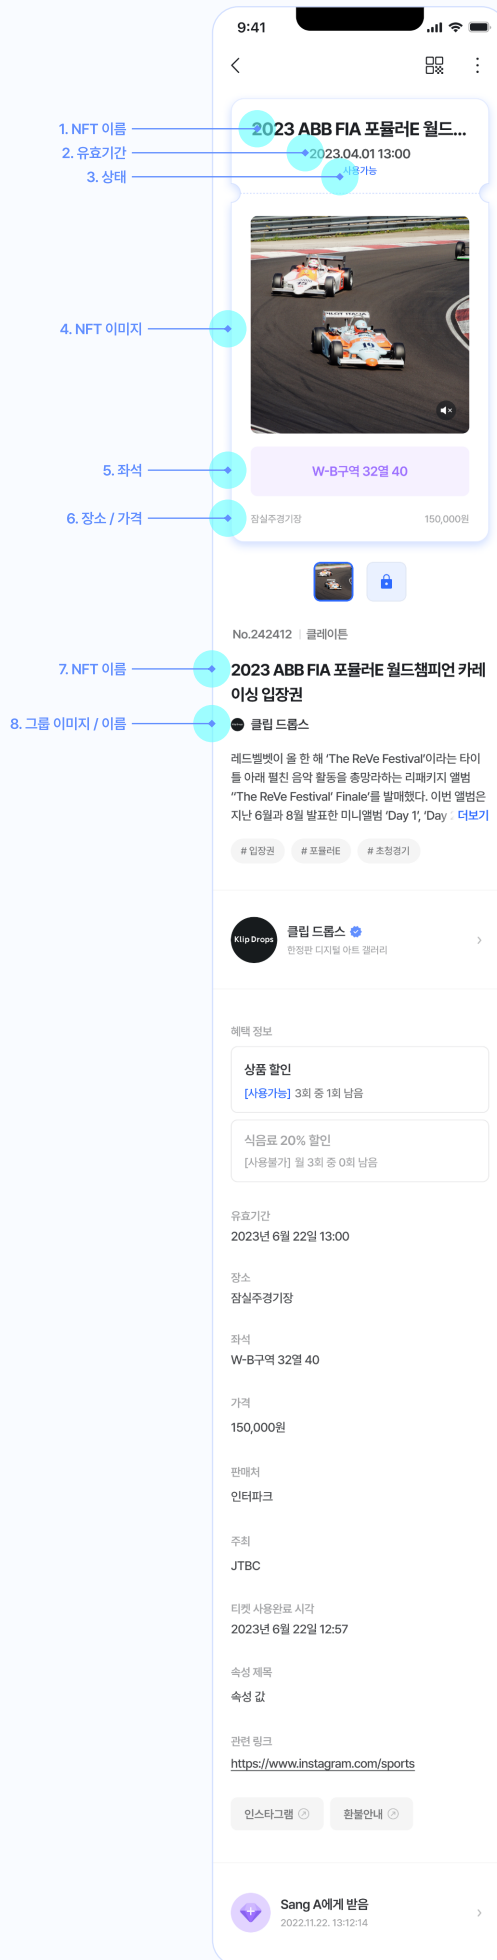 9:41
1. NFT 이름
2023 ABB FIA 포뮬러E 월드...
2. 유효기간
2023.04.01 13:00
3. 상태
사용가능
4. NFT 이미지
PILOT ITALIA
19
5. 좌석
W-B구역 32열 40
6. 장소 / 가격
잠실주경기장
150,000원
No.242412 | 클레이튼
7. NFT 이름
2023 ABB FIA 포뮬러E 월드챔피언 카레
이싱 입장권
8. 그룹 이미지 / 이름
클립 드롭스
레드벨벳이 올 한 해 ‘The ReVe Festival’이라는 타이
틀 아래 펼친 음악 활동을 총망라하는 리패키지 앨범
‘’The ReVe Festival’ Finale’를 발매했다. 이번 앨범은
지난 6월과 8월 발표한 미니앨범 ‘Day 1’, ‘Day 더보기
# 입장권
# 포뮬러E
# 초청경기
Klip Drops
클립 드롭스
한정판 디지털 아트 갤러리
혜택 정보
상품 할인
[사용가능] 3회 중 1회 남음
식음료 20% 할인
[사용불가] 월 3회 중 0회 남음
유효기간
2023년 6월 22일 13:00
장소
잠실주경기장
좌석
W-B구역 32열 40
가격
150,000원
판매처
인터파크
주최
JTBC
티켓 사용완료 시각
2023년 6월 22일 12:57
속성 제목
속성 값
관련 링크
https://www.instagram.com/sports
인스타그램
환불안내
Sang A에게 받음
2022.11.22. 13:12:14